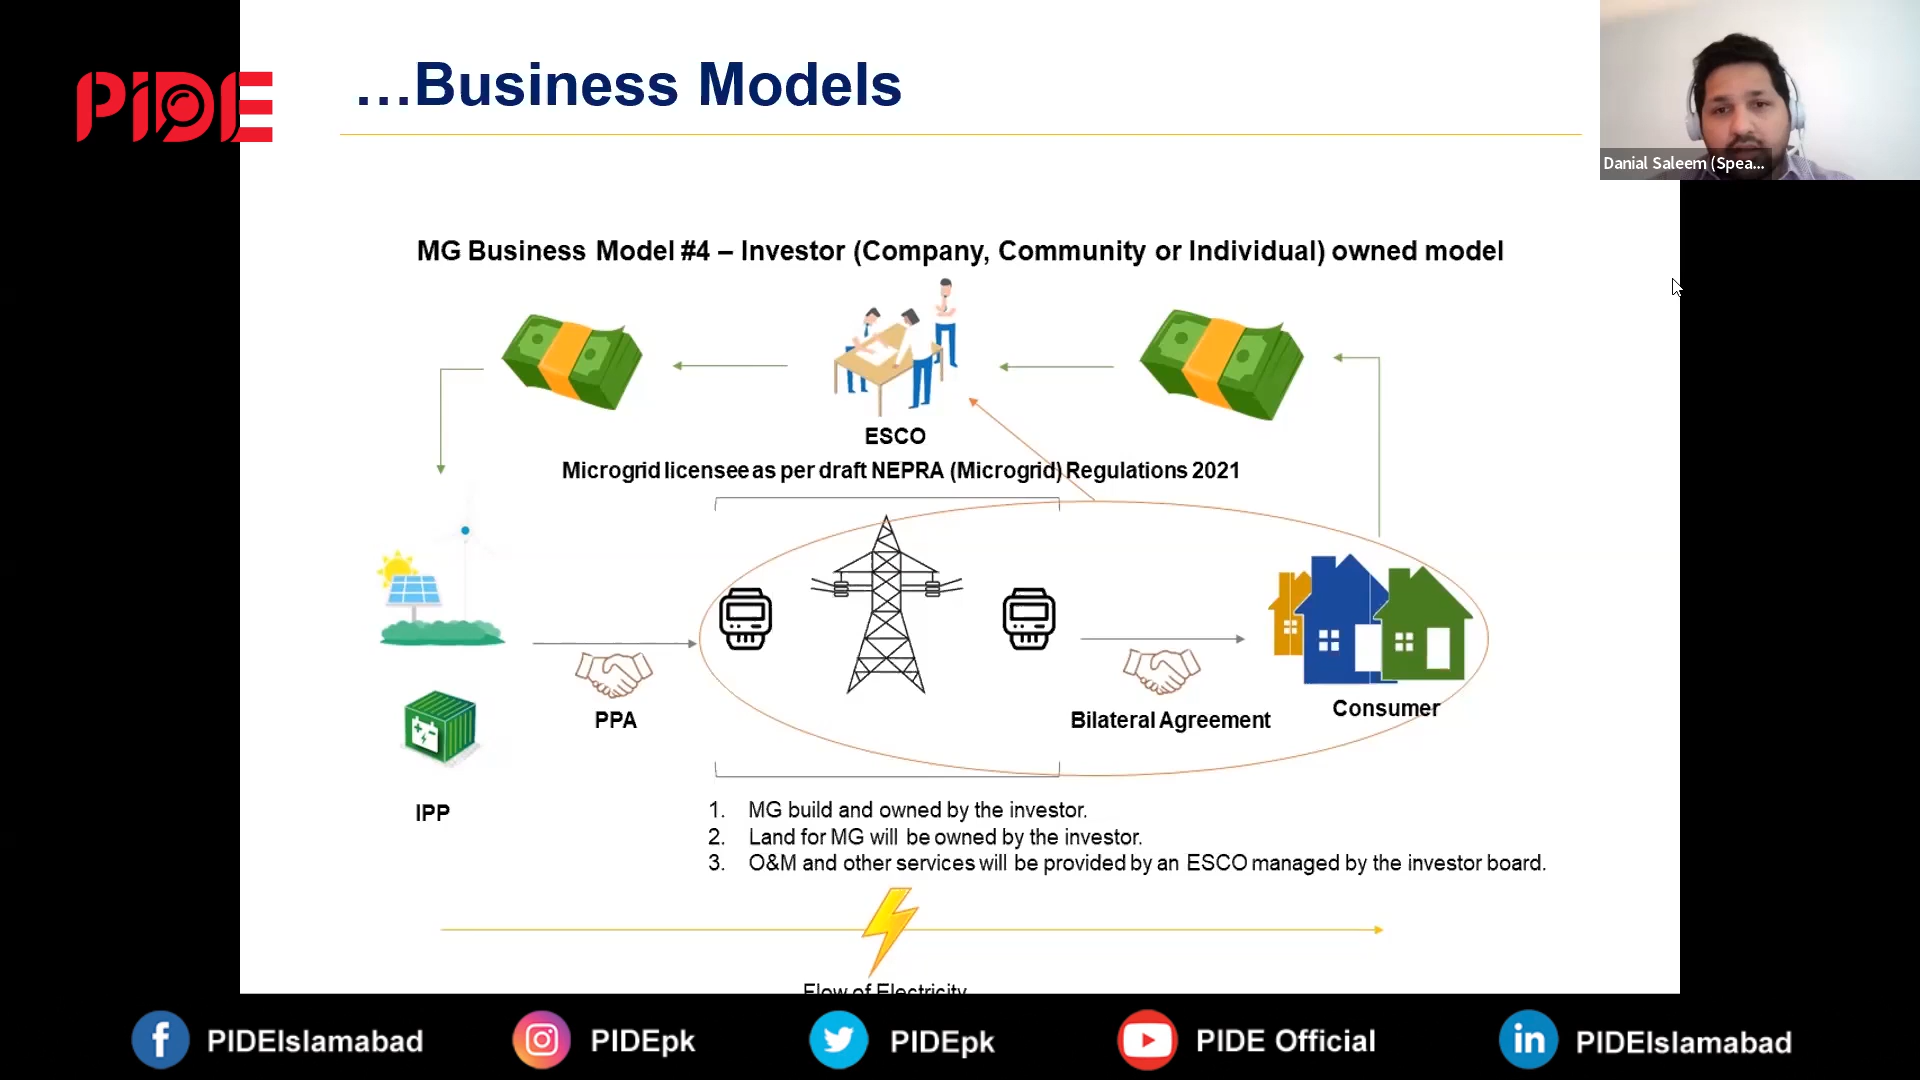 PIDE
...Business Models
Danial Saleem (Spea...
MG Business Model #4 – Investor (Company, Community or Individual) owned model
ESCO
Microgrid licensee as per draft NEPRA (Microgrid) Regulations 2021
PPA
Bilateral Agreement
Consumer
IPP
1. MG build and owned by the investor.
2. Land for MG will be owned by the investor.
3. O&M and other services will be provided by an ESCO managed by the investor board.
Flow of Electricity
PIDEIslamabad
PIDEpk
PIDEpk
PIDE Official
PIDEIslamabad